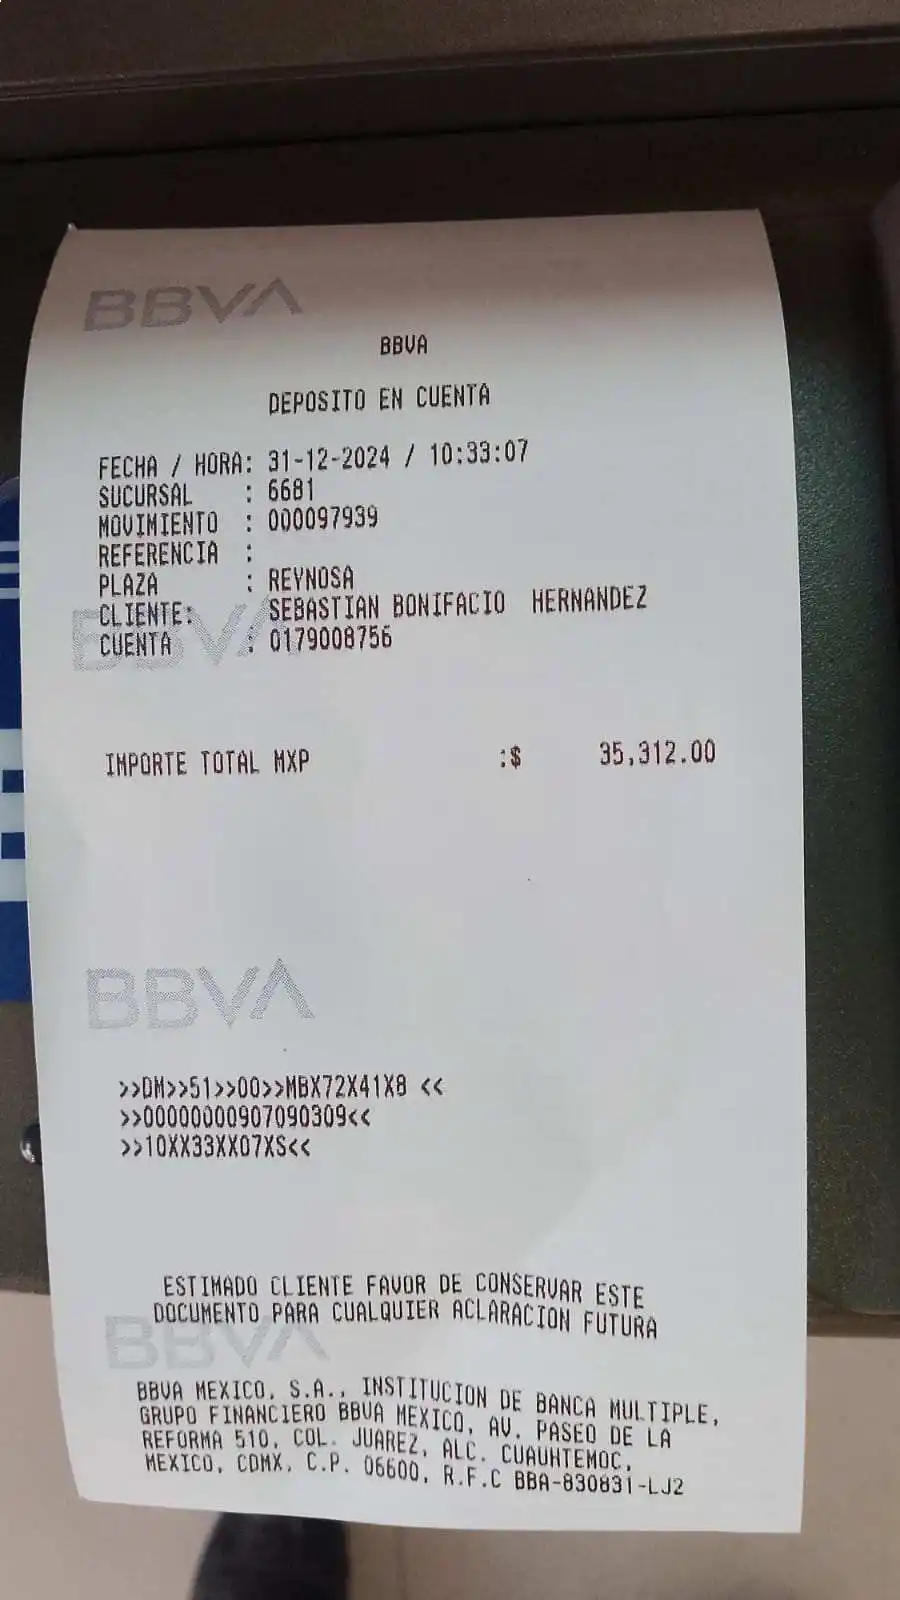 BBVA
BBVA
DEPOSITO EN CUENTA
FECHA / HORA: 31-12-2024 / 10:33:07
SUCURSAL : 6681
MOVIMIENTO : 000097939
REFERENCIA :
PLAZA : REYNOSA
CLIENTE: SEBASTIAN BONIFACIO HERNANDEZ
BBVA
CUENTA : 0179008756
IMPORTE TOTAL MXP :$ 35,312.00
BBVA
>>DM>>51>>00>>MBX72X41X8 <<
>>00000000907090309<<
>>10XX33XX07XS<<
ESTIMADO CLIENTE FAVOR DE CONSERVAR ESTE
DOCUMENTO PARA CUALQUIER ACLARACION FUTURA
BBVA
BBVA MEXICO, S.A., INSTITUCION DE BANCA MULTIPLE,
GRUPO FINANCIERO BBVA MEXICO, AV. PASEO DE LA
REFORMA 510, COL. JUAREZ, ALC. CUAUHTEMOC,
MEXICO, CDMX, C.P. 06600, R.F.C BBA-830831-LJ2